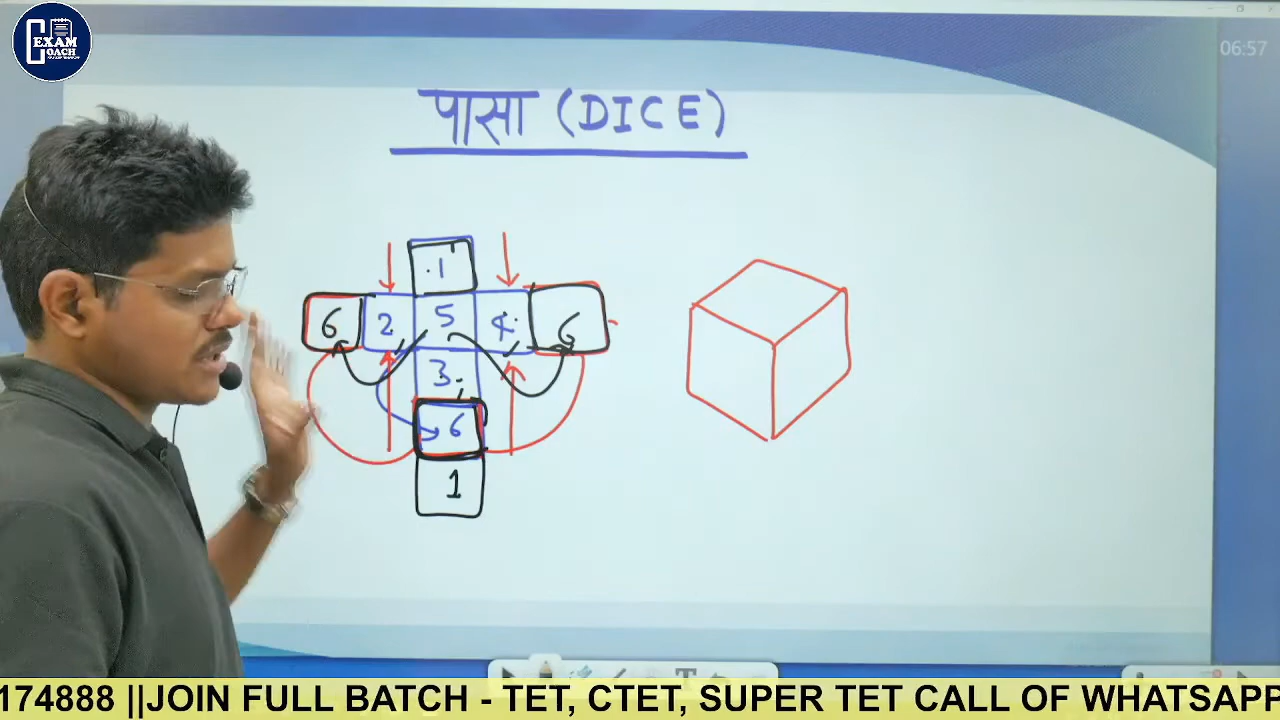 EXAM
COACH
06:57
पासा (DICE)
1
6 2 5 4 6
3
6
1
174888 ||JOIN FULL BATCH - TET, CTET, SUPER TET CALL OF WHATSAPP